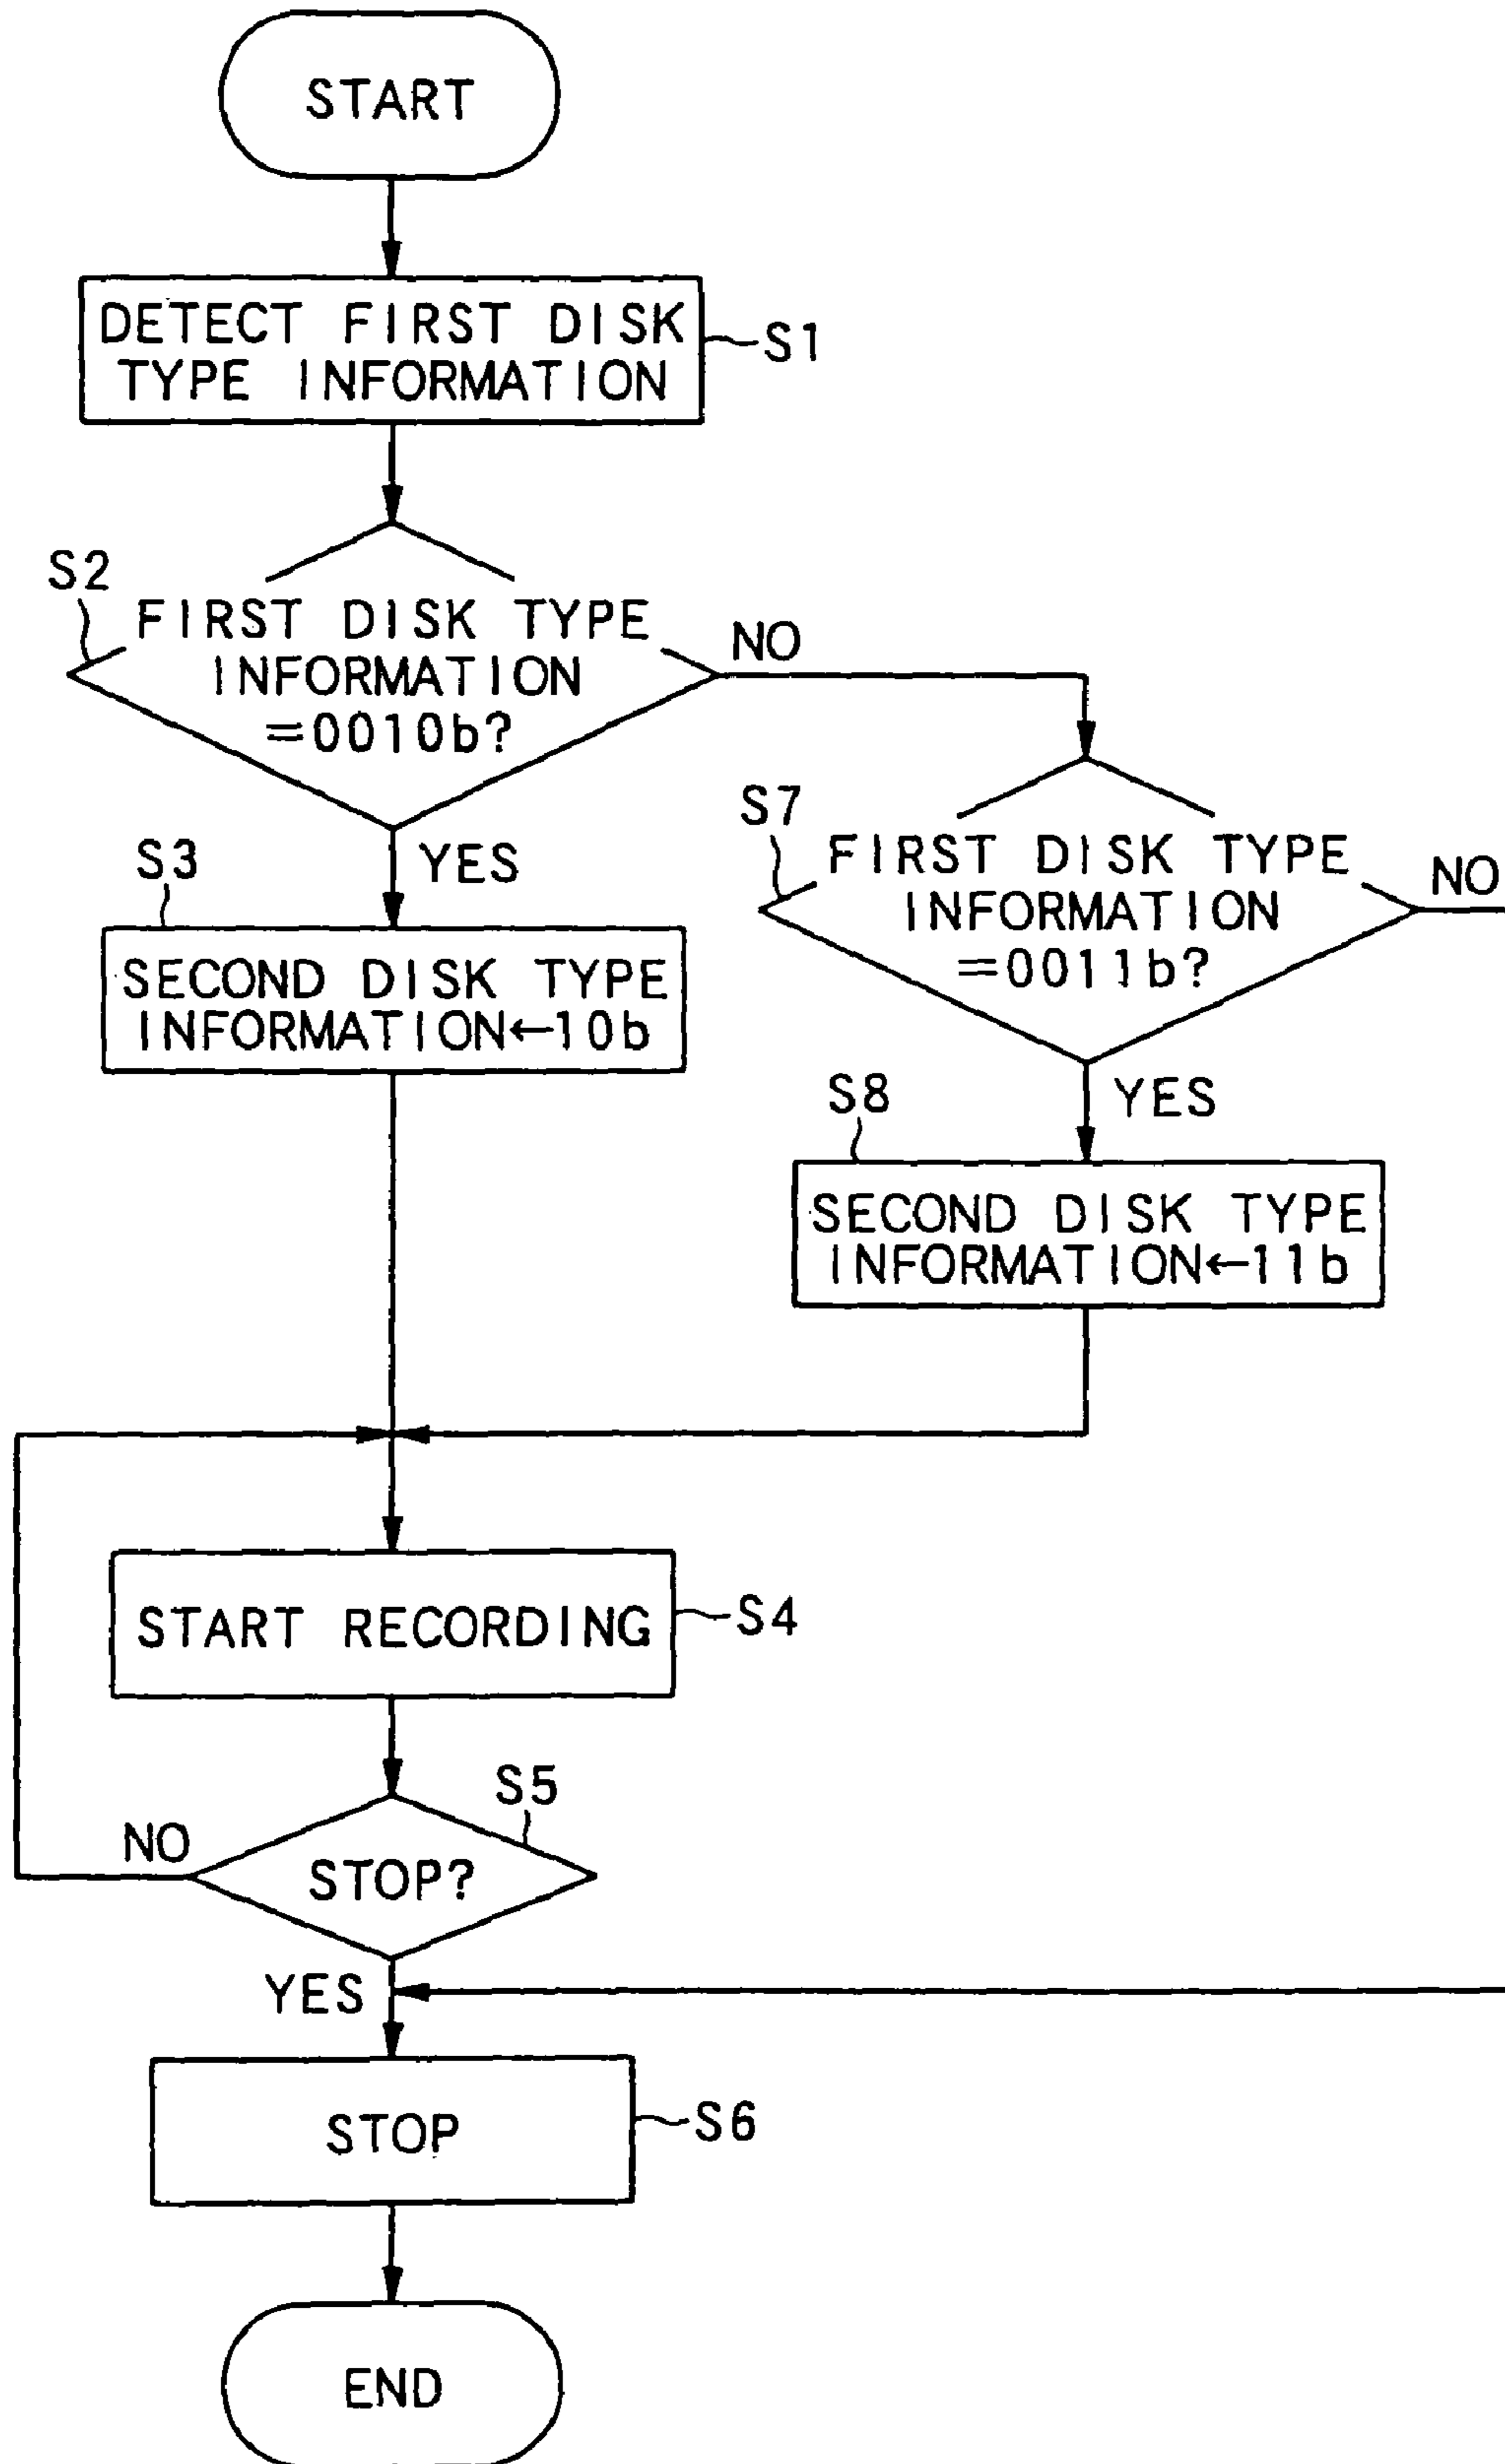 START
DETECT FIRST DISK
TYPE INFORMATION
S1
S2
FIRST DISK TYPE
INFORMATION
=0010b?
NO
YES
S7
FIRST DISK TYPE
INFORMATION
=0011b?
NO
YES
S3
SECOND DISK TYPE
INFORMATION←10b
S8
SECOND DISK TYPE
INFORMATION←11b
START RECORDING
S4
S5
STOP?
NO
YES
STOP
S6
END